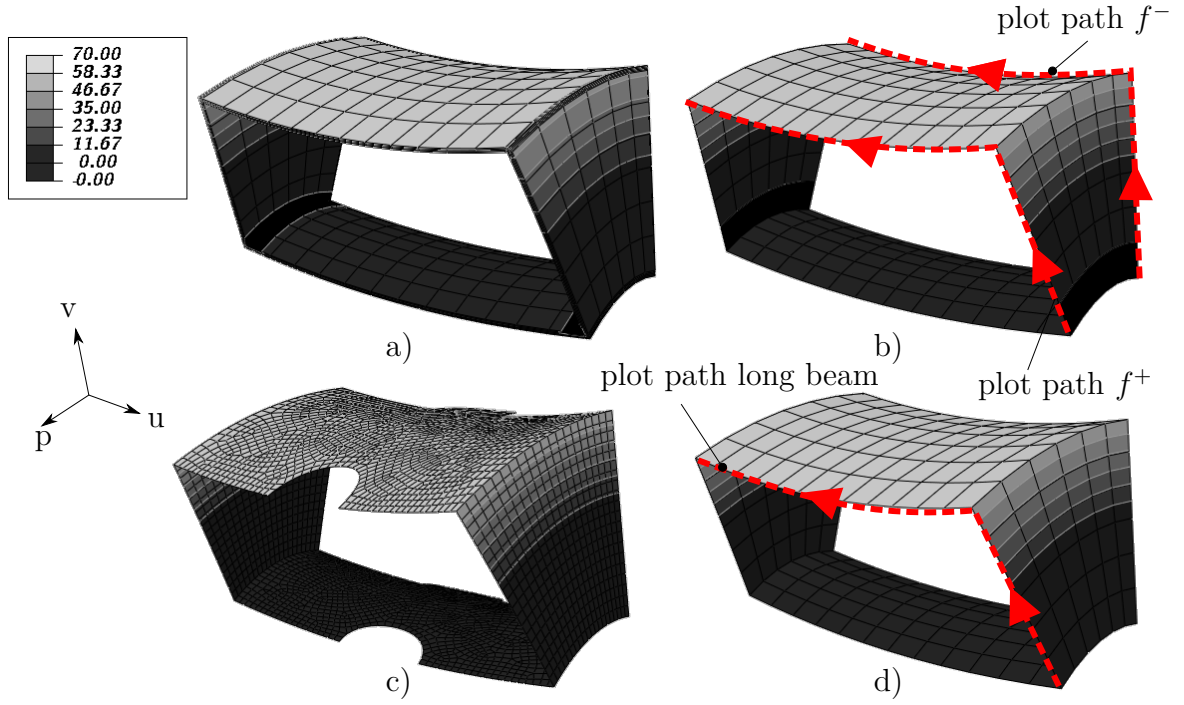 plot path f⁻
70.00
58.33
46.67
35.00
23.33
11.67
0.00
-0.00
a)
b)
v
p
u
plot path long beam
plot path f⁺
c)
d)